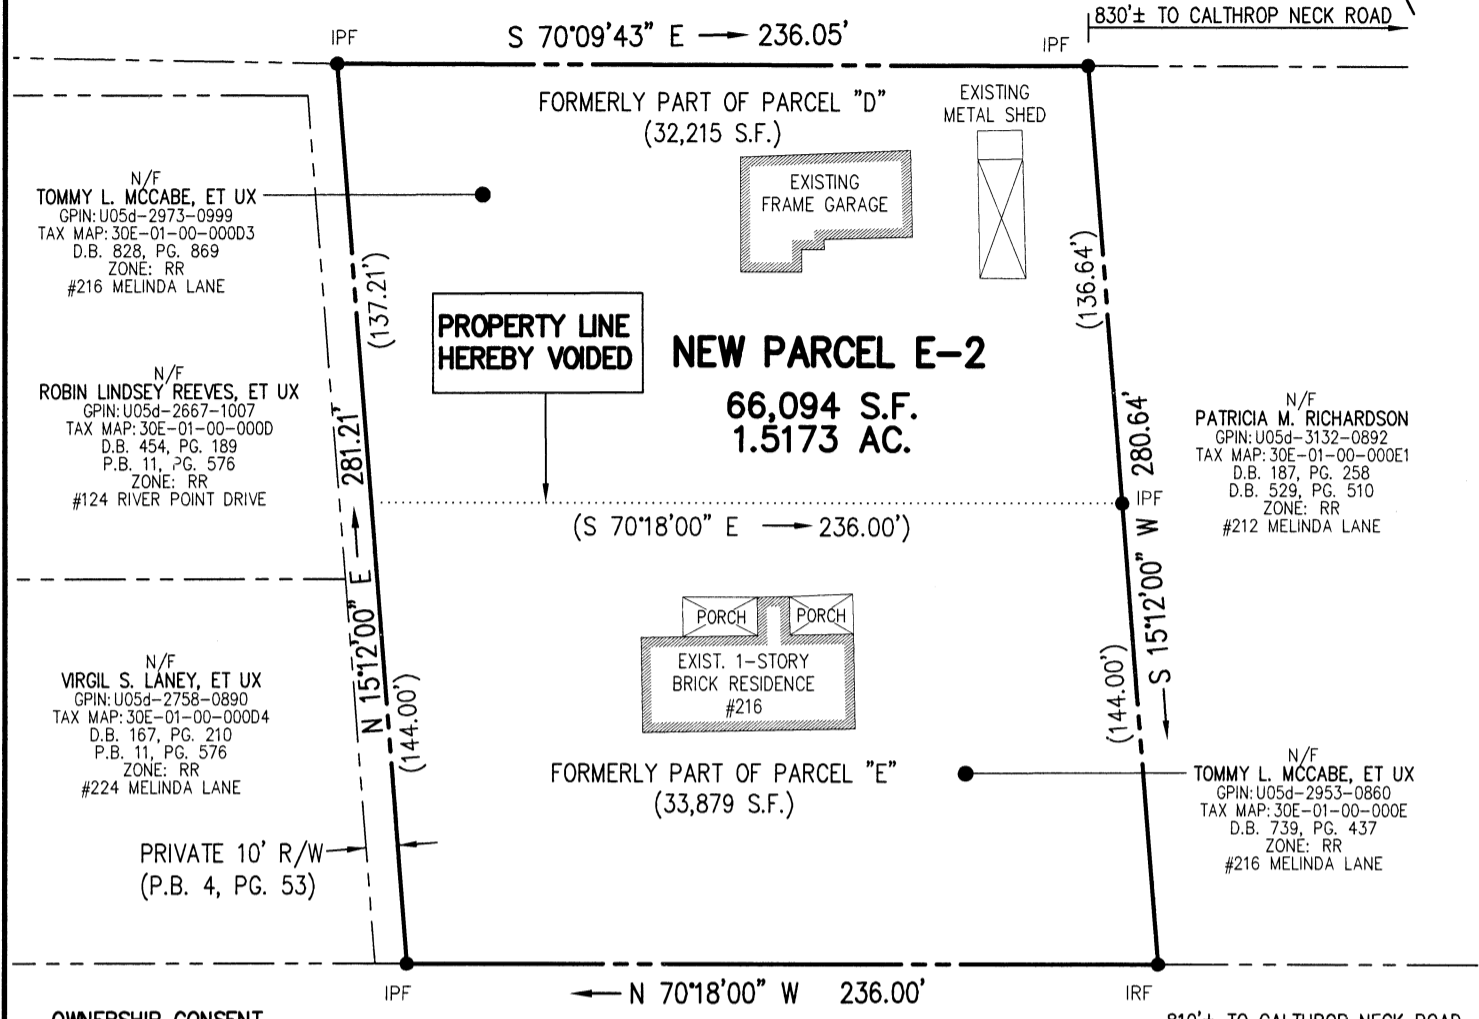 830'± TO CALTHROP NECK ROAD
IPF
S 70°09'43" E 236.05'
IPF
FORMERLY PART OF PARCEL "D"
(32,215 S.F.)
EXISTING
METAL SHED
EXISTING
FRAME GARAGE
N/F
TOMMY L. MCCABE, ET UX
GPIN: U05d-2973-0999
TAX MAP: 30E-01-00-000D3
D.B. 828, PG. 869
ZONE: RR
#216 MELINDA LANE
(137.21')
(136.64')
PROPERTY LINE
HEREBY VOIDED
NEW PARCEL E-2
66,094 S.F.
1.5173 AC.
N/F
ROBIN LINDSEY REEVES, ET UX
GPIN: U05d-2667-1007
TAX MAP: 30E-01-00-000D
D.B. 454, PG. 189
P.B. 11, PG. 576
ZONE: RR
#124 RIVER POINT DRIVE
N 15°12'00" E 281.21'
S 15°12'00" W 280.64'
N/F
PATRICIA M. RICHARDSON
GPIN: U05d-3132-0892
TAX MAP: 30E-01-00-000E1
D.B. 187, PG. 258
D.B. 529, PG. 510
ZONE: RR
#212 MELINDA LANE
IPF
(S 70°18'00" E 236.00')
PORCH
PORCH
EXIST. 1-STORY
BRICK RESIDENCE
#216
N/F
VIRGIL S. LANEY, ET UX
GPIN: U05d-2758-0890
TAX MAP: 30E-01-00-000D4
D.B. 167, PG. 210
P.B. 11, PG. 576
ZONE: RR
#224 MELINDA LANE
(144.00')
(144.00')
FORMERLY PART OF PARCEL "E"
(33,879 S.F.)
N/F
TOMMY L. MCCABE, ET UX
GPIN: U05d-2953-0860
TAX MAP: 30E-01-00-000E
D.B. 739, PG. 437
ZONE: RR
#216 MELINDA LANE
PRIVATE 10' R/W
(P.B. 4, PG. 53)
IPF
N 70°18'00" W 236.00'
IRF
OWNERSHIP CONSENT
810'± TO CALTHROP NECK ROAD